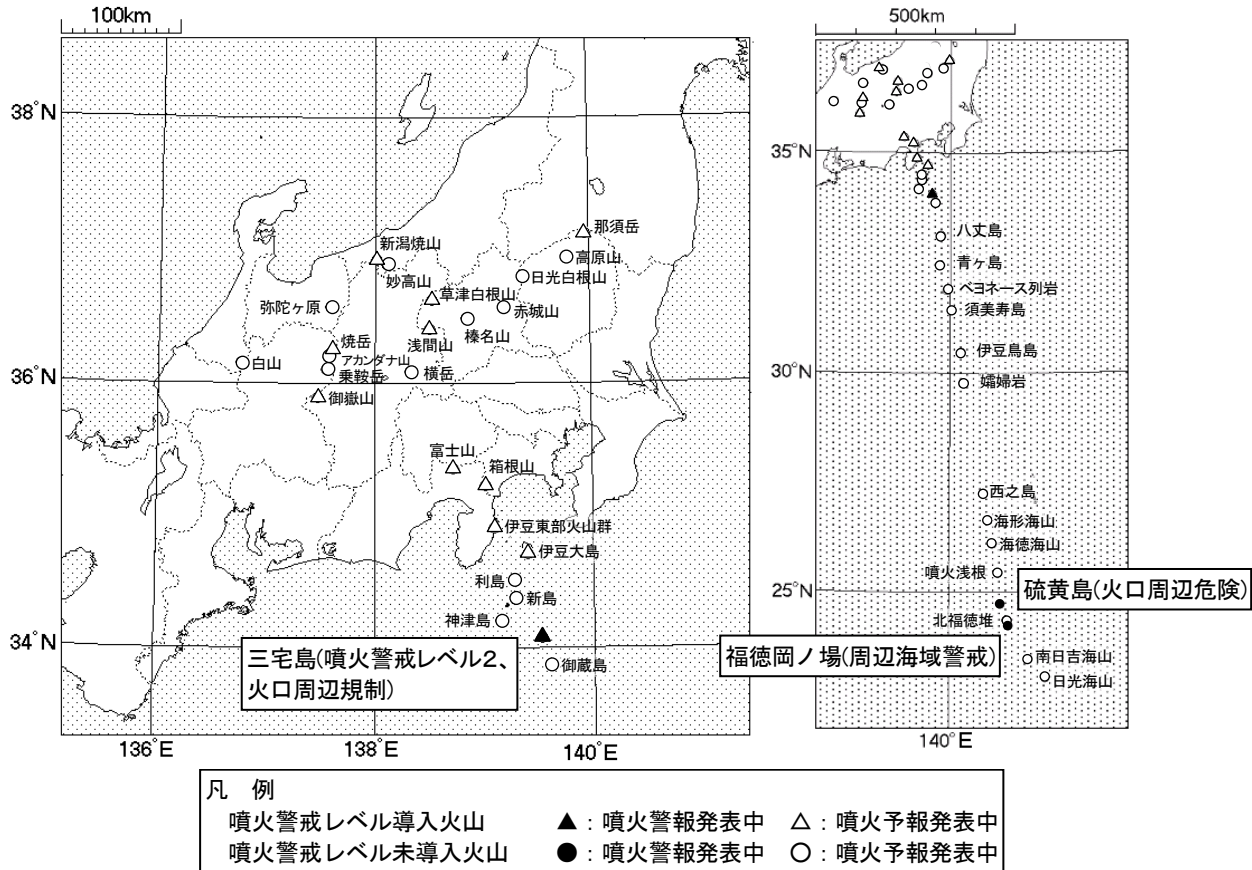 100km
38°N
36°N
34°N
136°E
138°E
140°E
那須岳
新潟焼山
高原山
妙高山
日光白根山
草津白根山
弥陀ヶ原
赤城山
榛名山
浅間山
焼岳
アカンダナ山
白山
乗鞍岳
横岳
御嶽山
富士山
箱根山
伊豆東部火山群
伊豆大島
利島
新島
神津島
三宅島(噴火警戒レベル2、
火口周辺規制)
御蔵島
500km
35°N
30°N
25°N
140°E
八丈島
青ヶ島
ベヨネース列岩
須美寿島
伊豆鳥島
孀婦岩
西之島
海形海山
海徳海山
噴火浅根
硫黄島(火口周辺危険)
北福徳堆
福徳岡ノ場(周辺海域警戒)
南日吉海山
日光海山
凡 例
噴火警戒レベル導入火山 ▲：噴火警報発表中 △：噴火予報発表中
噴火警戒レベル未導入火山 ●：噴火警報発表中 ○：噴火予報発表中